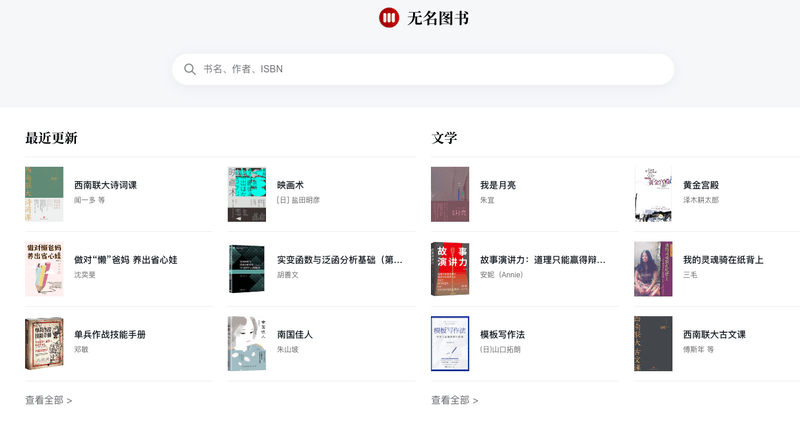 无名图书
书名、作者、ISBN
最近更新
西南联大诗词课
闻一多 等
映画术
[日] 盐田明彦
做对“懒”爸妈 养出省心娃
沈奕斐
实变函数与泛函分析基础（第...
胡善文
单兵作战技能手册
邓敏
南国佳人
朱山坡
查看全部 >
文学
我是月亮
朱宜
黄金宫殿
泽木耕太郎
故事演讲力：道理只能赢得辩...
安妮（Annie）
我的灵魂骑在纸背上
三毛
模板写作法
(日)山口拓朗
西南联大古文课
傅斯年 等
查看全部 >